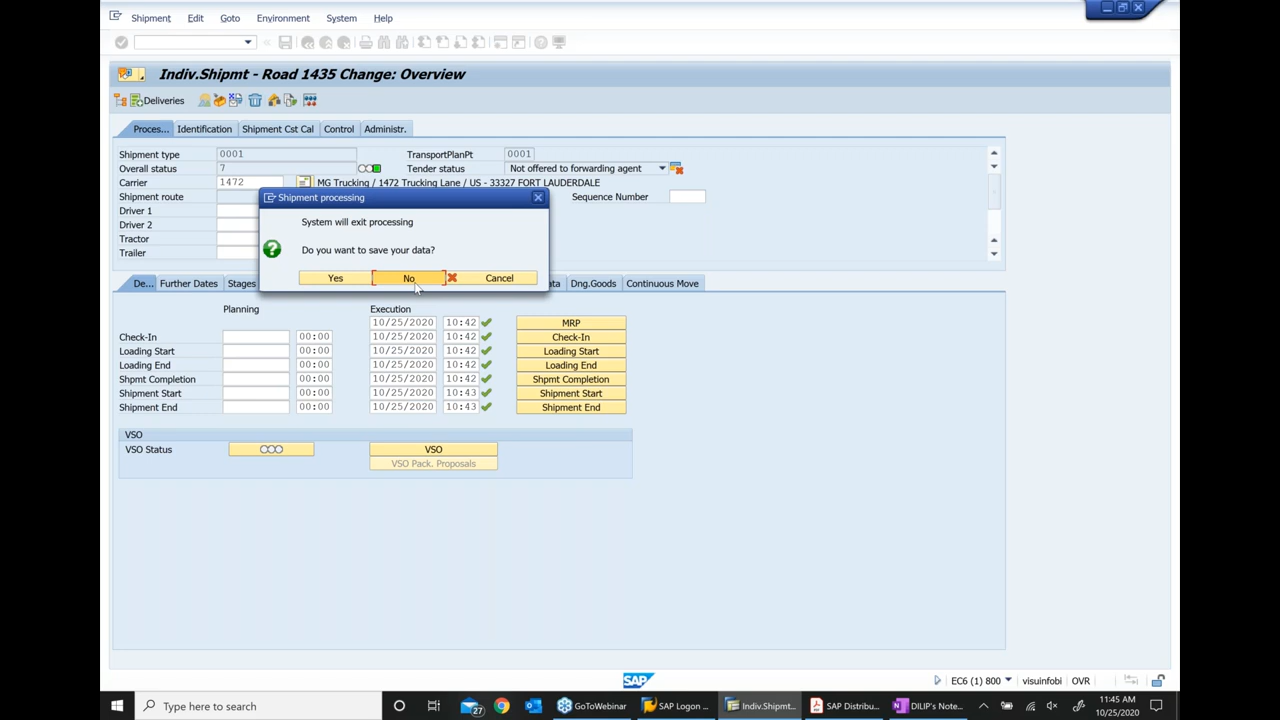 Shipment Edit Goto Environment System Help
Indiv.Shipmt - Road 1435 Change: Overview
Deliveries
Proces... Identification Shipment Cst Cal Control Administr.
Shipment type 0001 TransportPlanPt 0001
Overall status 7 Tender status Not offered to forwarding agent
Carrier 1472 MG Trucking / 1472 Trucking Lane / US - 33327 FORT LAUDERDALE
Shipment route Sequence Number
Driver 1
Driver 2
Tractor
Trailer
Shipment processing
System will exit processing
Do you want to save your data?
Yes No Cancel
De... Further Dates Stages ata Dng.Goods Continuous Move
Planning Execution
10/25/2020 10:42 MRP
Check-In 00:00 10/25/2020 10:42 Check-In
Loading Start 00:00 10/25/2020 10:42 Loading Start
Loading End 00:00 10/25/2020 10:42 Loading End
Shpmt Completion 00:00 10/25/2020 10:42 Shpmt Completion
Shipment Start 00:00 10/25/2020 10:43 Shipment Start
Shipment End 00:00 10/25/2020 10:43 Shipment End
VSO
VSO Status VSO
VSO Pack. Proposals
SAP EC6 (1) 800 visuinfobi OVR
Type here to search 27 GoToWebinar SAP Logon ... Indiv.Shipmt... SAP Distribu... DILIP's Note... 11:45 AM
10/25/2020